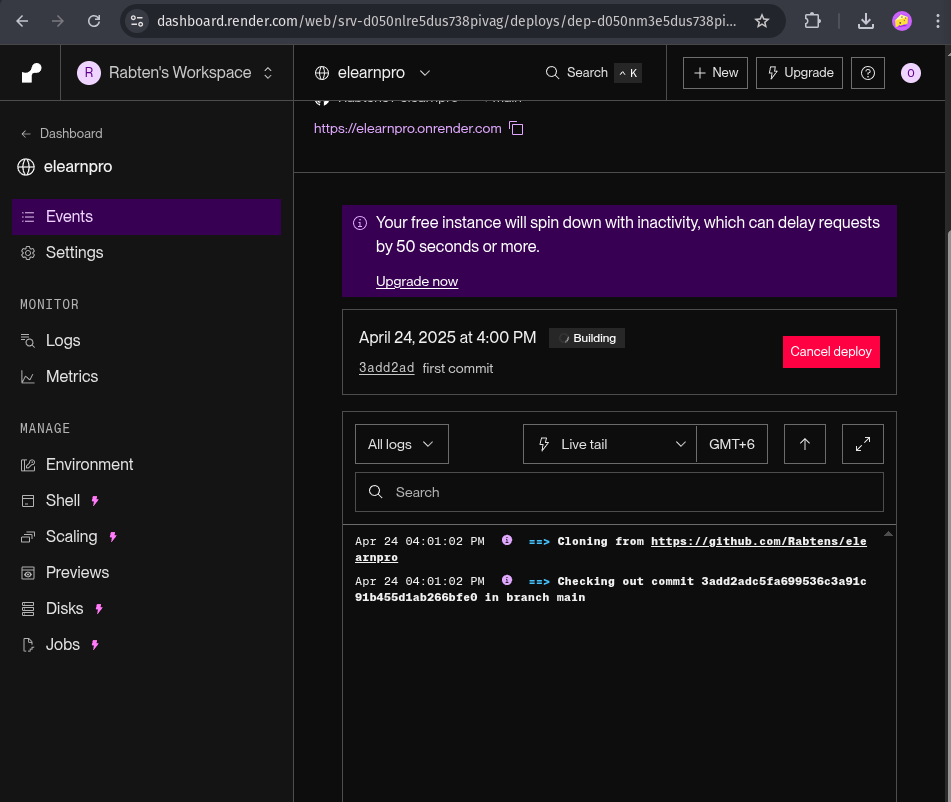 dashboard.render.com/web/srv-d050nlre5dus738pivag/deploys/dep-d050nm3e5dus738pi...
R Rabten's Workspace
elearnpro
Search ^ K
New
Upgrade
O
Dashboard
elearnpro
Events
Settings
MONITOR
Logs
Metrics
MANAGE
Environment
Shell
Scaling
Previews
Disks
Jobs
main
https://elearnpro.onrender.com
Your free instance will spin down with inactivity, which can delay requests
by 50 seconds or more.
Upgrade now
April 24, 2025 at 4:00 PM Building
3add2ad first commit
Cancel deploy
All logs
Live tail
GMT+6
Search
Apr 24 04:01:02 PM ==> Cloning from https://github.com/Rabtens/ele
arnpro
Apr 24 04:01:02 PM ==> Checking out commit 3add2adc5fa699536c3a91c
91b455d1ab266bfe0 in branch main